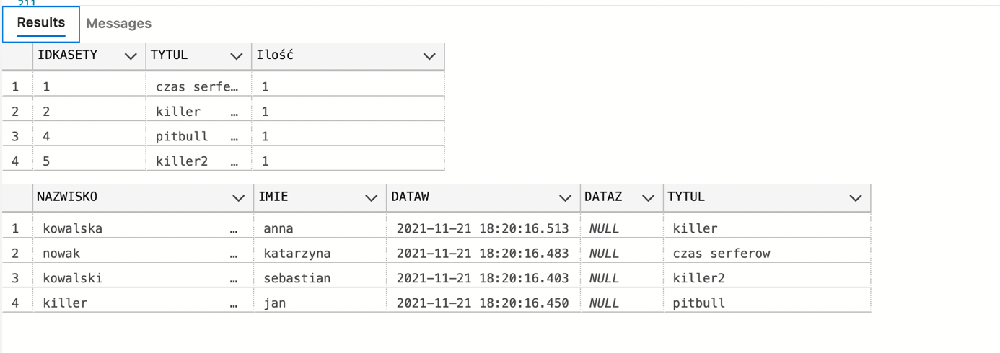 211
Results Messages
IDKASETY TYTUL Ilość
1 1 czas serfe… 1
2 2 killer … 1
3 4 pitbull … 1
4 5 killer2 … 1
NAZWISKO IMIE DATAW DATAZ TYTUL
1 kowalska … anna 2021-11-21 18:20:16.513 NULL killer
2 nowak … katarzyna 2021-11-21 18:20:16.483 NULL czas serferow
3 kowalski … sebastian 2021-11-21 18:20:16.403 NULL killer2
4 killer … jan 2021-11-21 18:20:16.450 NULL pitbull